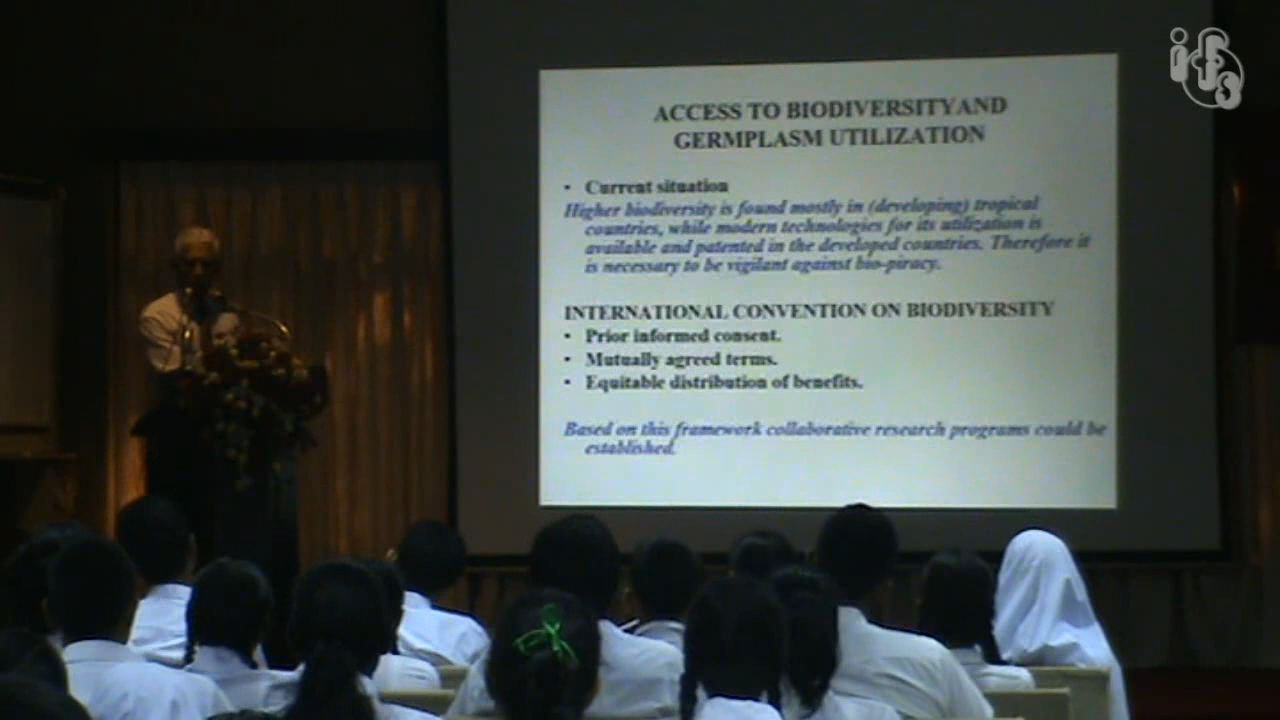 ACCESS TO BIODIVERSITY AND
GERMPLASM UTILIZATION
• Current situation
Higher biodiversity is found mostly in (developing) tropical
countries, while modern technologies for its utilization is
available and patented in the developed countries. Therefore it
is necessary to be vigilant against bio-piracy.
INTERNATIONAL CONVENTION ON BIODIVERSITY
• Prior informed consent.
• Mutually agreed terms.
• Equitable distribution of benefits.
Based on this framework collaborative research programs could be
established.